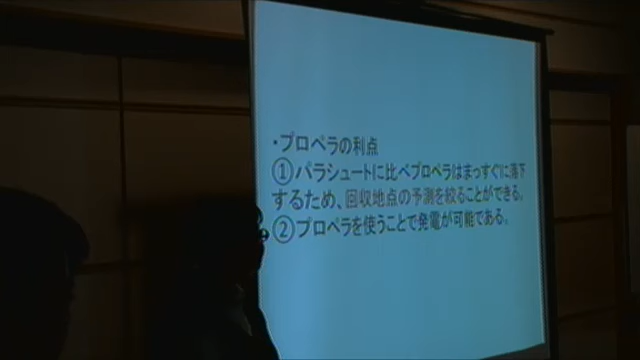 ・プロペラの利点
①パラシュートに比べプロペラはまっすぐに落下
するため、回収地点の予測を絞ることができる。
②プロペラを使うことで発電が可能である。